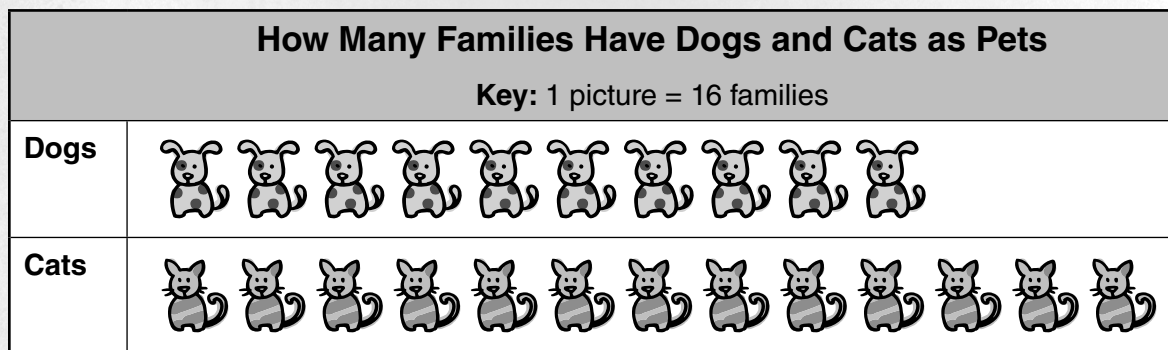 How Many Families Have Dogs and Cats as Pets
Key: 1 picture = 16 families
Dogs
Cats